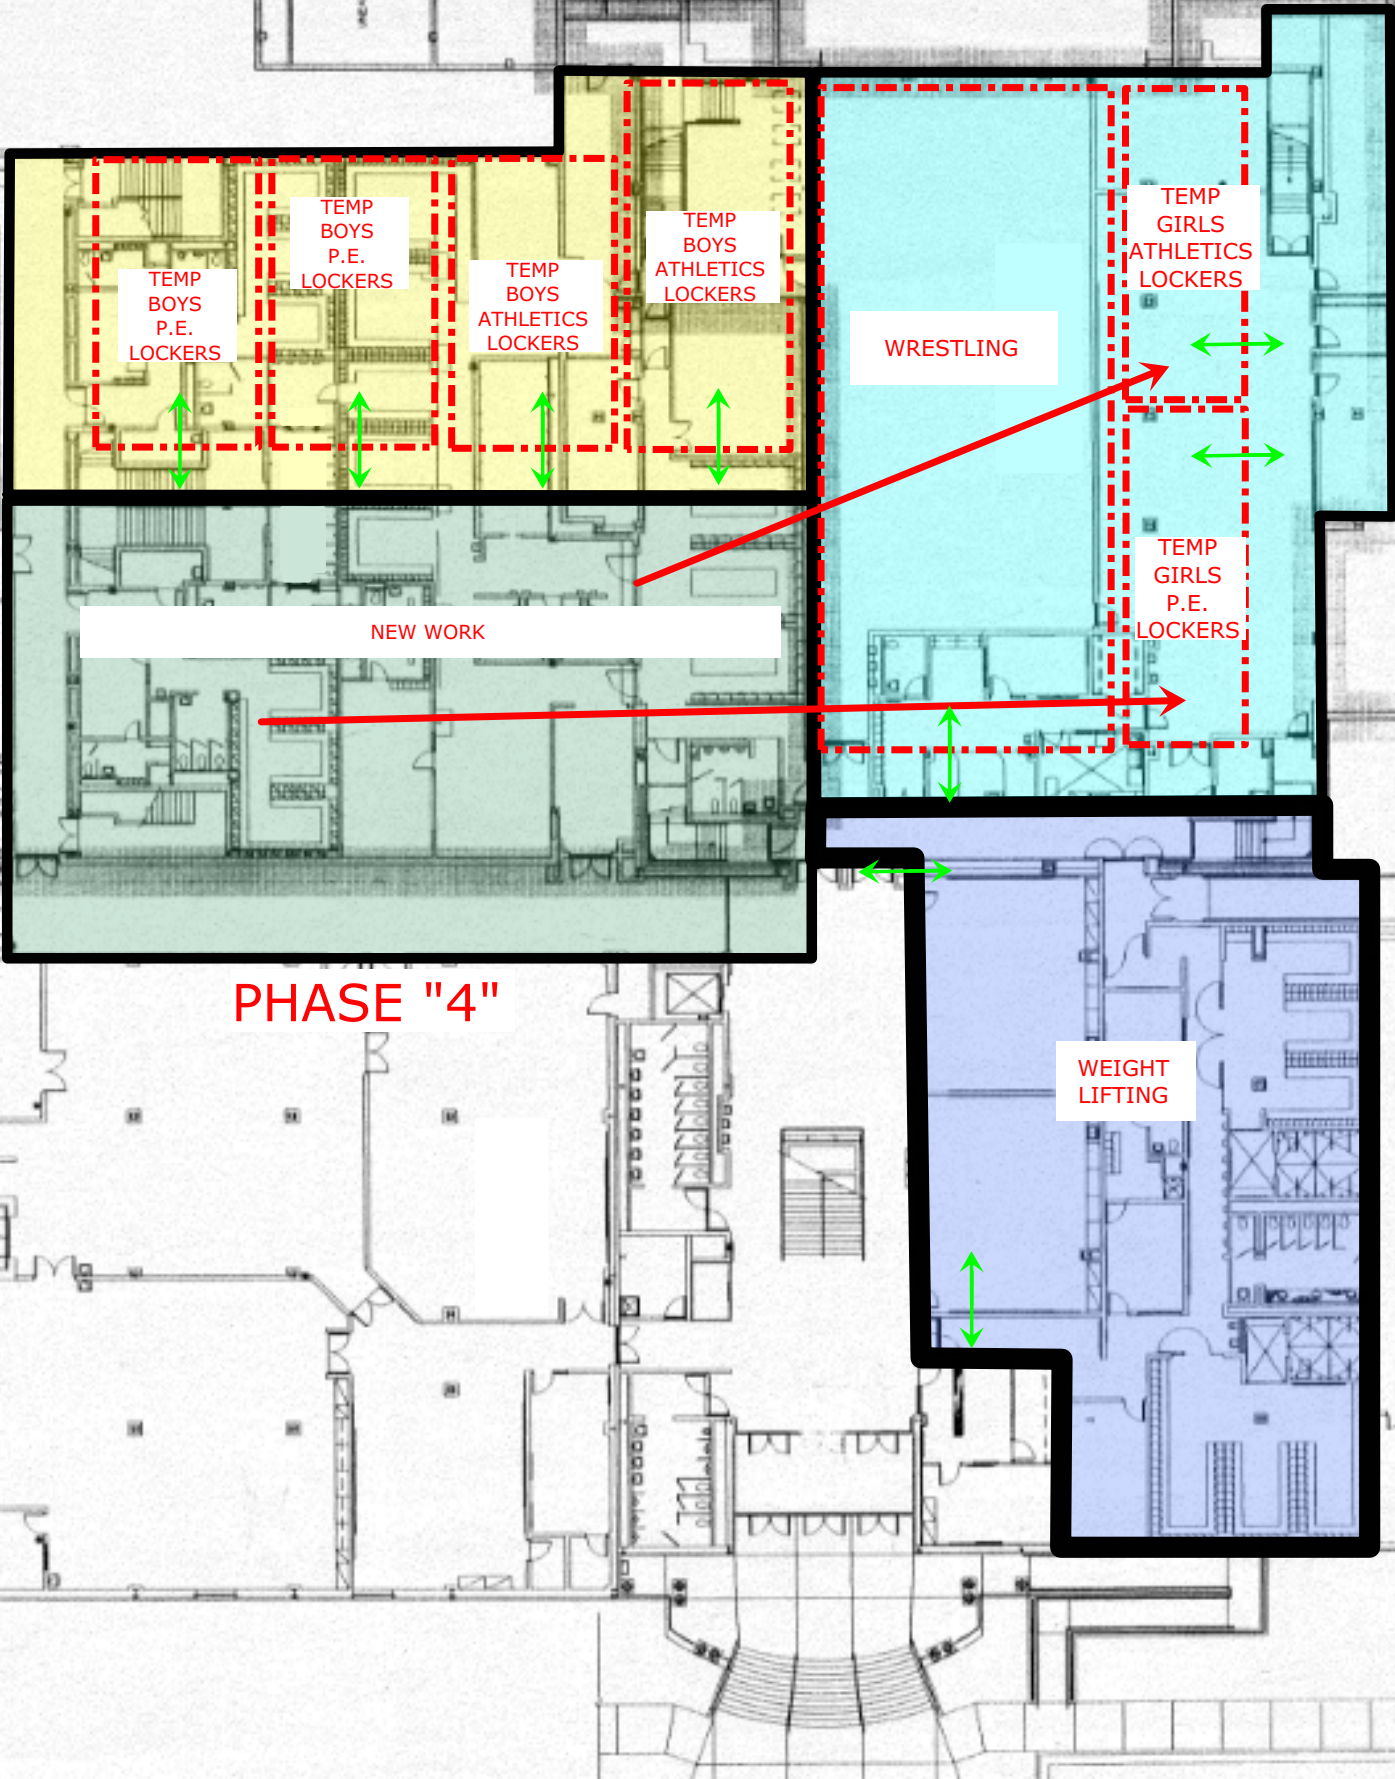 TEMP
BOYS
P.E.
LOCKERS
TEMP
BOYS
P.E.
LOCKERS
TEMP
BOYS
ATHLETICS
LOCKERS
TEMP
BOYS
ATHLETICS
LOCKERS
WRESTLING
TEMP
GIRLS
ATHLETICS
LOCKERS
TEMP
GIRLS
P.E.
LOCKERS
NEW WORK
PHASE "4"
WEIGHT
LIFTING